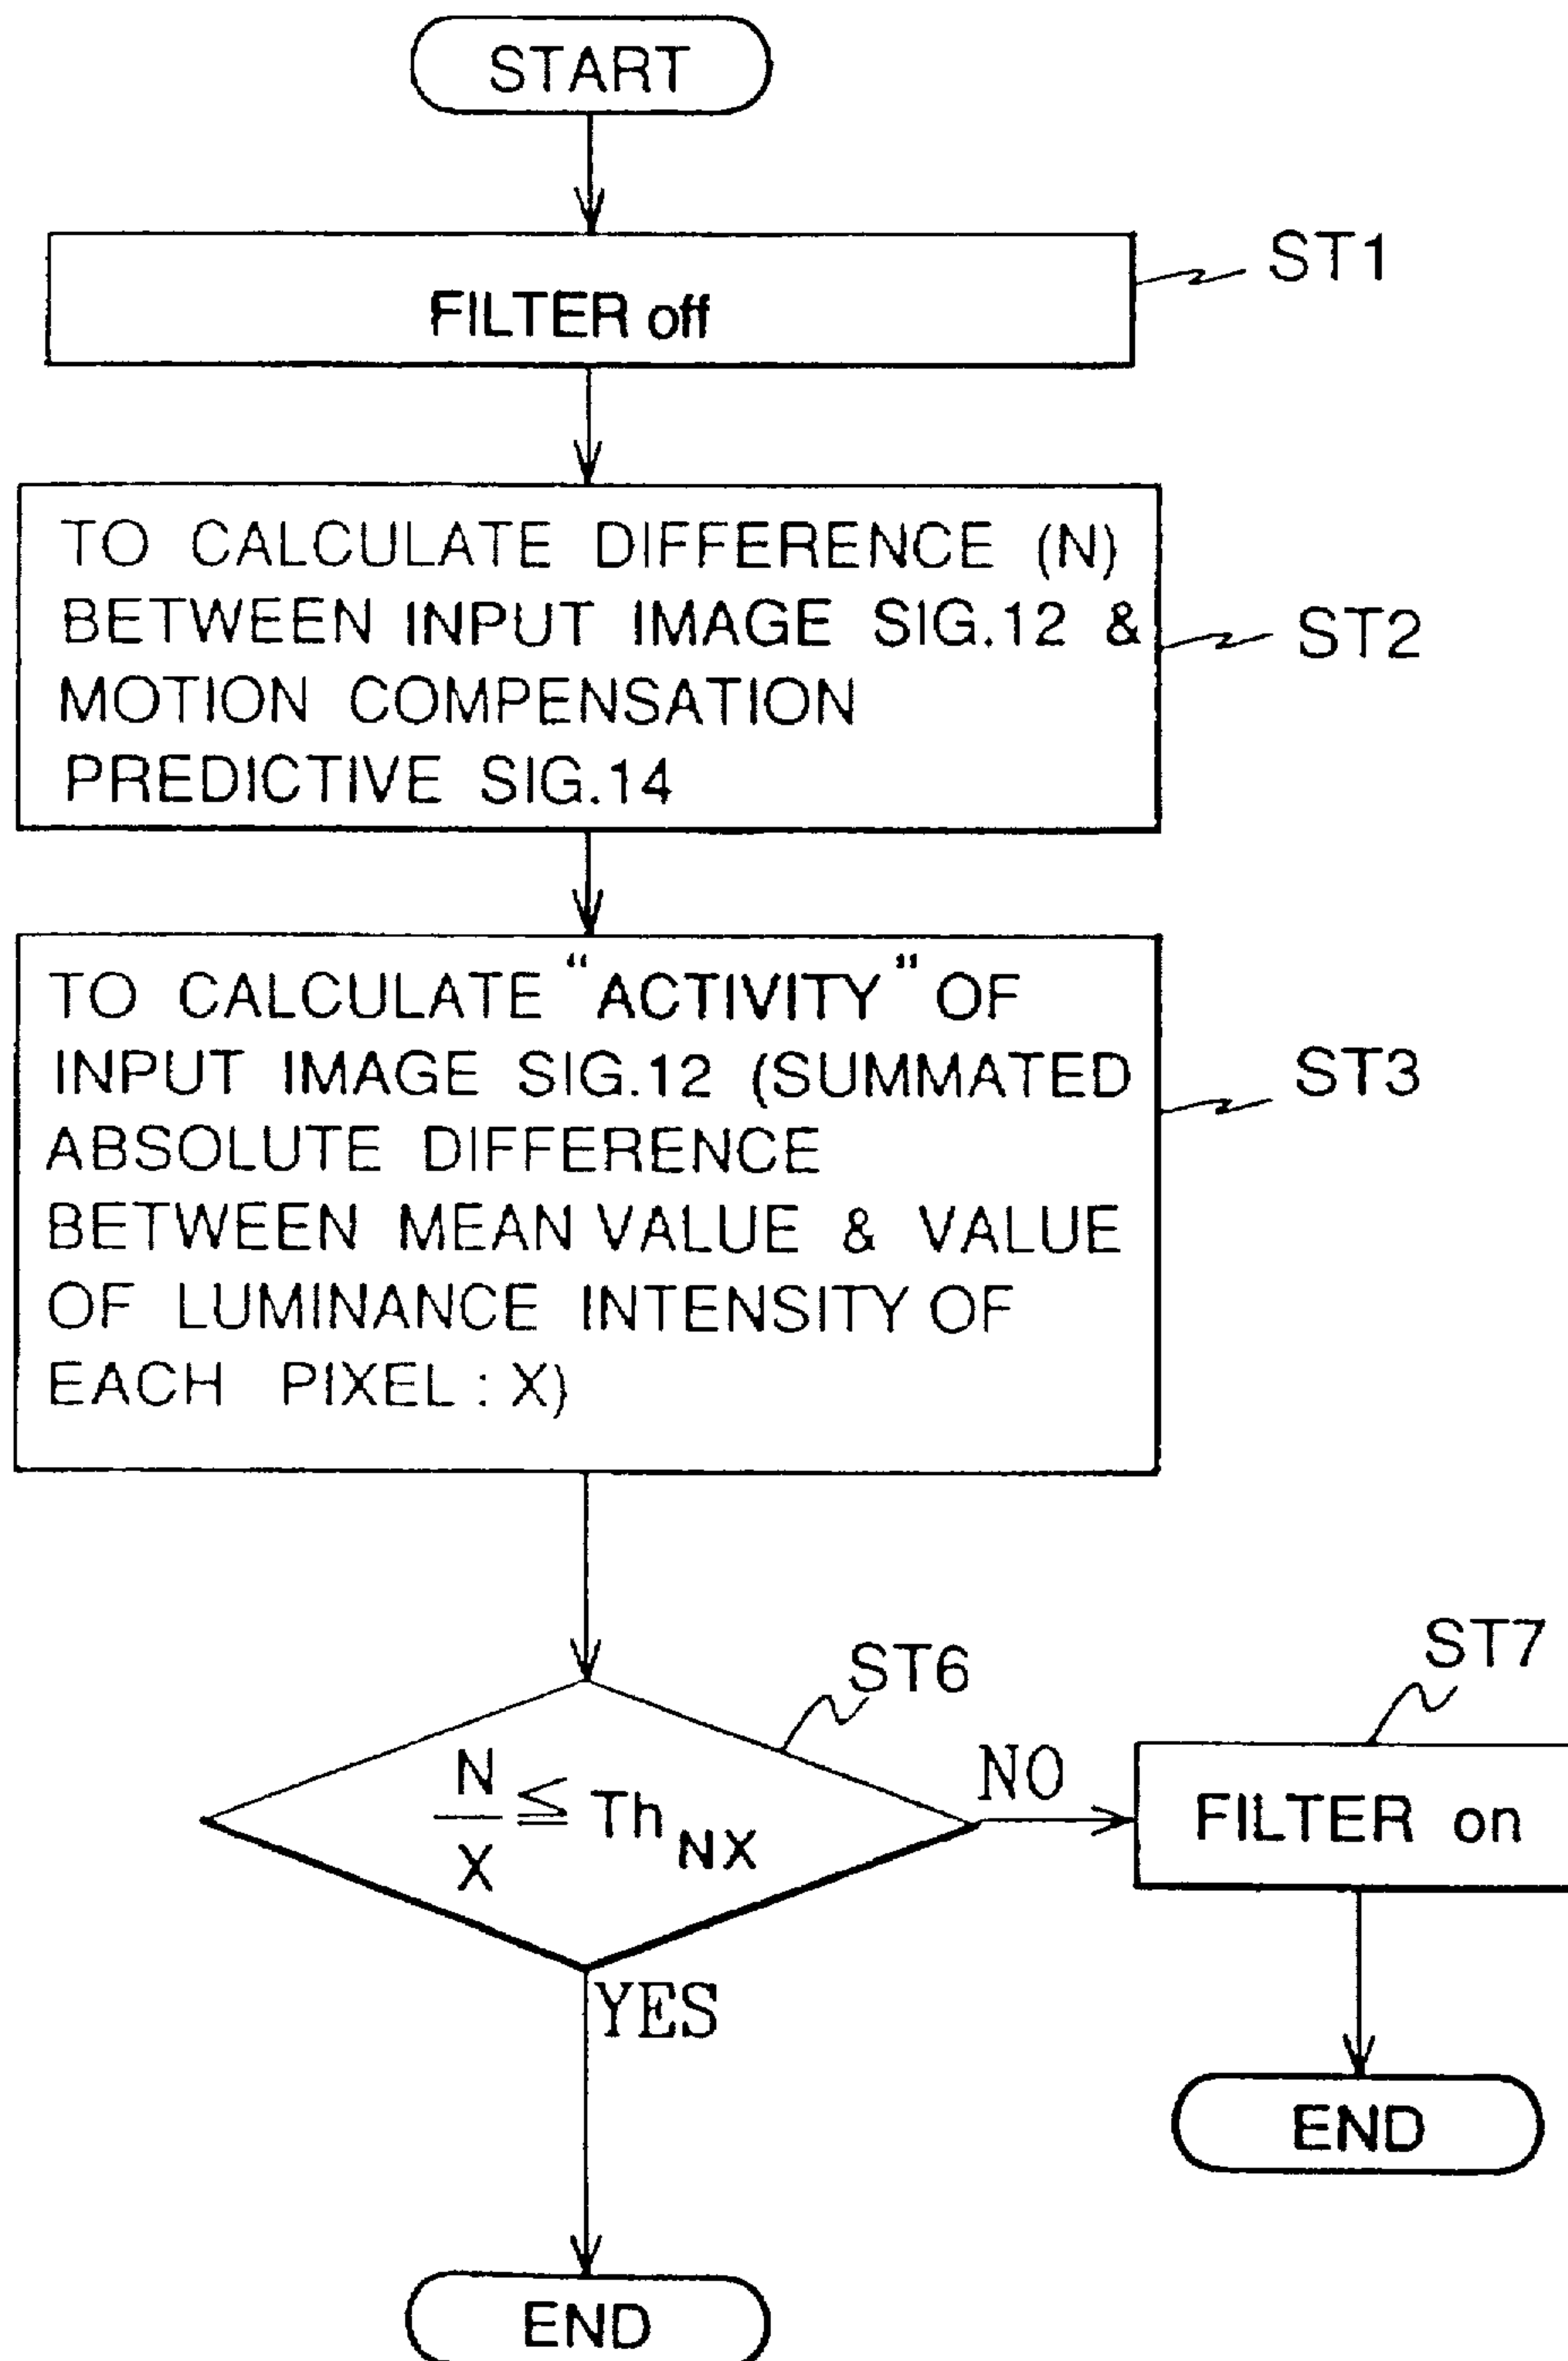 START
FILTER off
ST1
TO CALCULATE DIFFERENCE (N)
BETWEEN INPUT IMAGE SIG.12 &
MOTION COMPENSATION
PREDICTIVE SIG.14
ST2
TO CALCULATE "ACTIVITY" OF
INPUT IMAGE SIG.12 (SUMMATED
ABSOLUTE DIFFERENCE
BETWEEN MEAN VALUE & VALUE
OF LUMINANCE INTENSITY OF
EACH PIXEL : X)
ST3
ST6
N
X
≦ Th NX
NO
ST7
FILTER on
YES
END
END